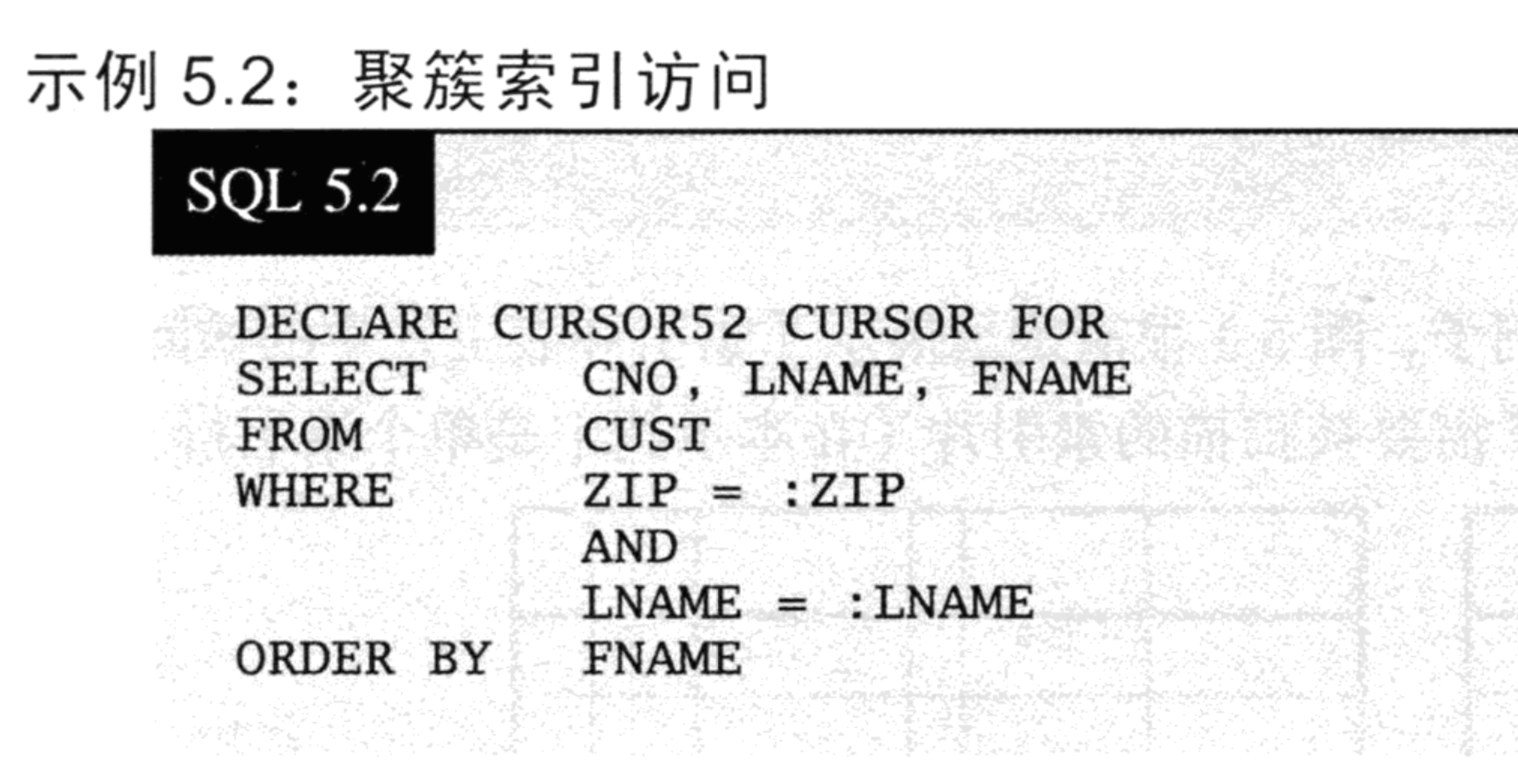 示例 5.2：聚簇索引访问
SQL 5.2
DECLARE CURSOR52 CURSOR FOR
SELECT CNO, LNAME, FNAME
FROM CUST
WHERE ZIP = :ZIP
AND
LNAME = :LNAME
ORDER BY FNAME